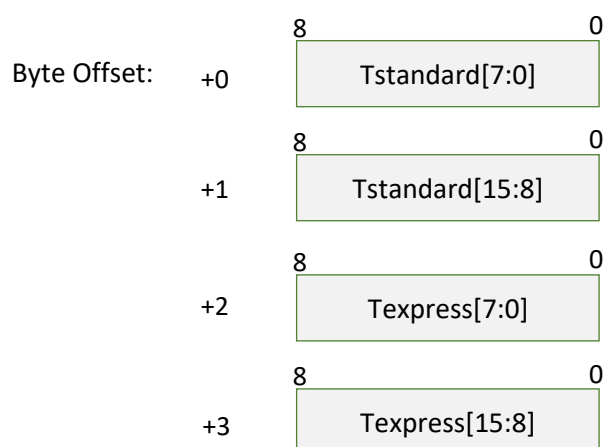 8 0
Byte Offset: +0 Tstandard[7:0]
8 0
+1 Tstandard[15:8]
8 0
+2 Texpress[7:0]
8 0
+3 Texpress[15:8]